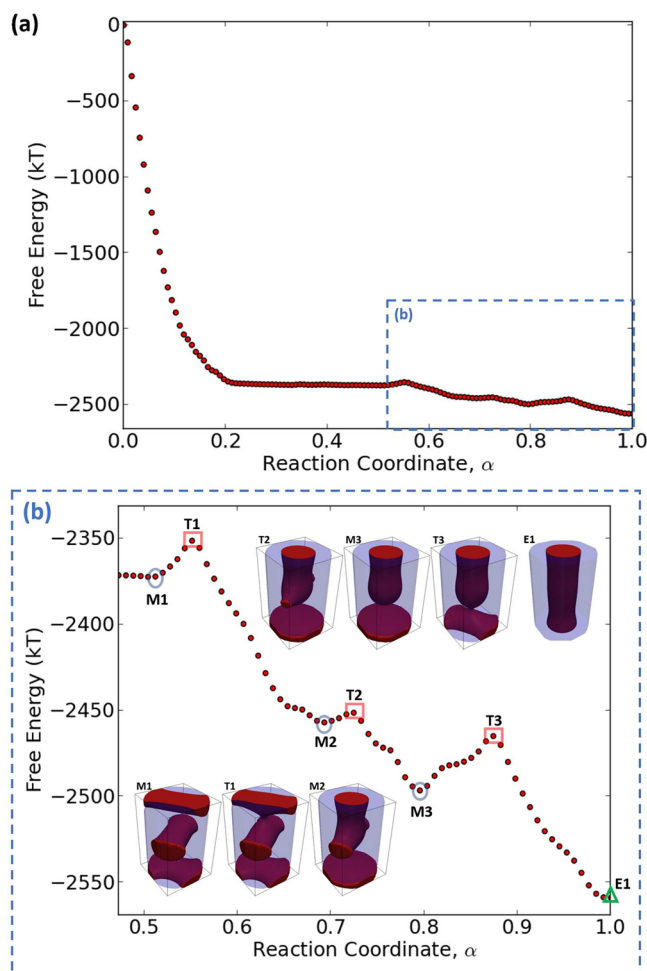 (a)
0
−500
−1000
−1500
−2000
−2500
Free Energy (kT)
(b)
0.0 0.2 0.4 0.6 0.8 1.0
Reaction Coordinate, α
(b)
−2350
−2400
−2450
−2500
−2550
Free Energy (kT)
T1
M1
T2 M3 T3 E1
T2
M2
T3
M3
M1 T1 M2
E1
0.5 0.6 0.7 0.8 0.9 1.0
Reaction Coordinate, α